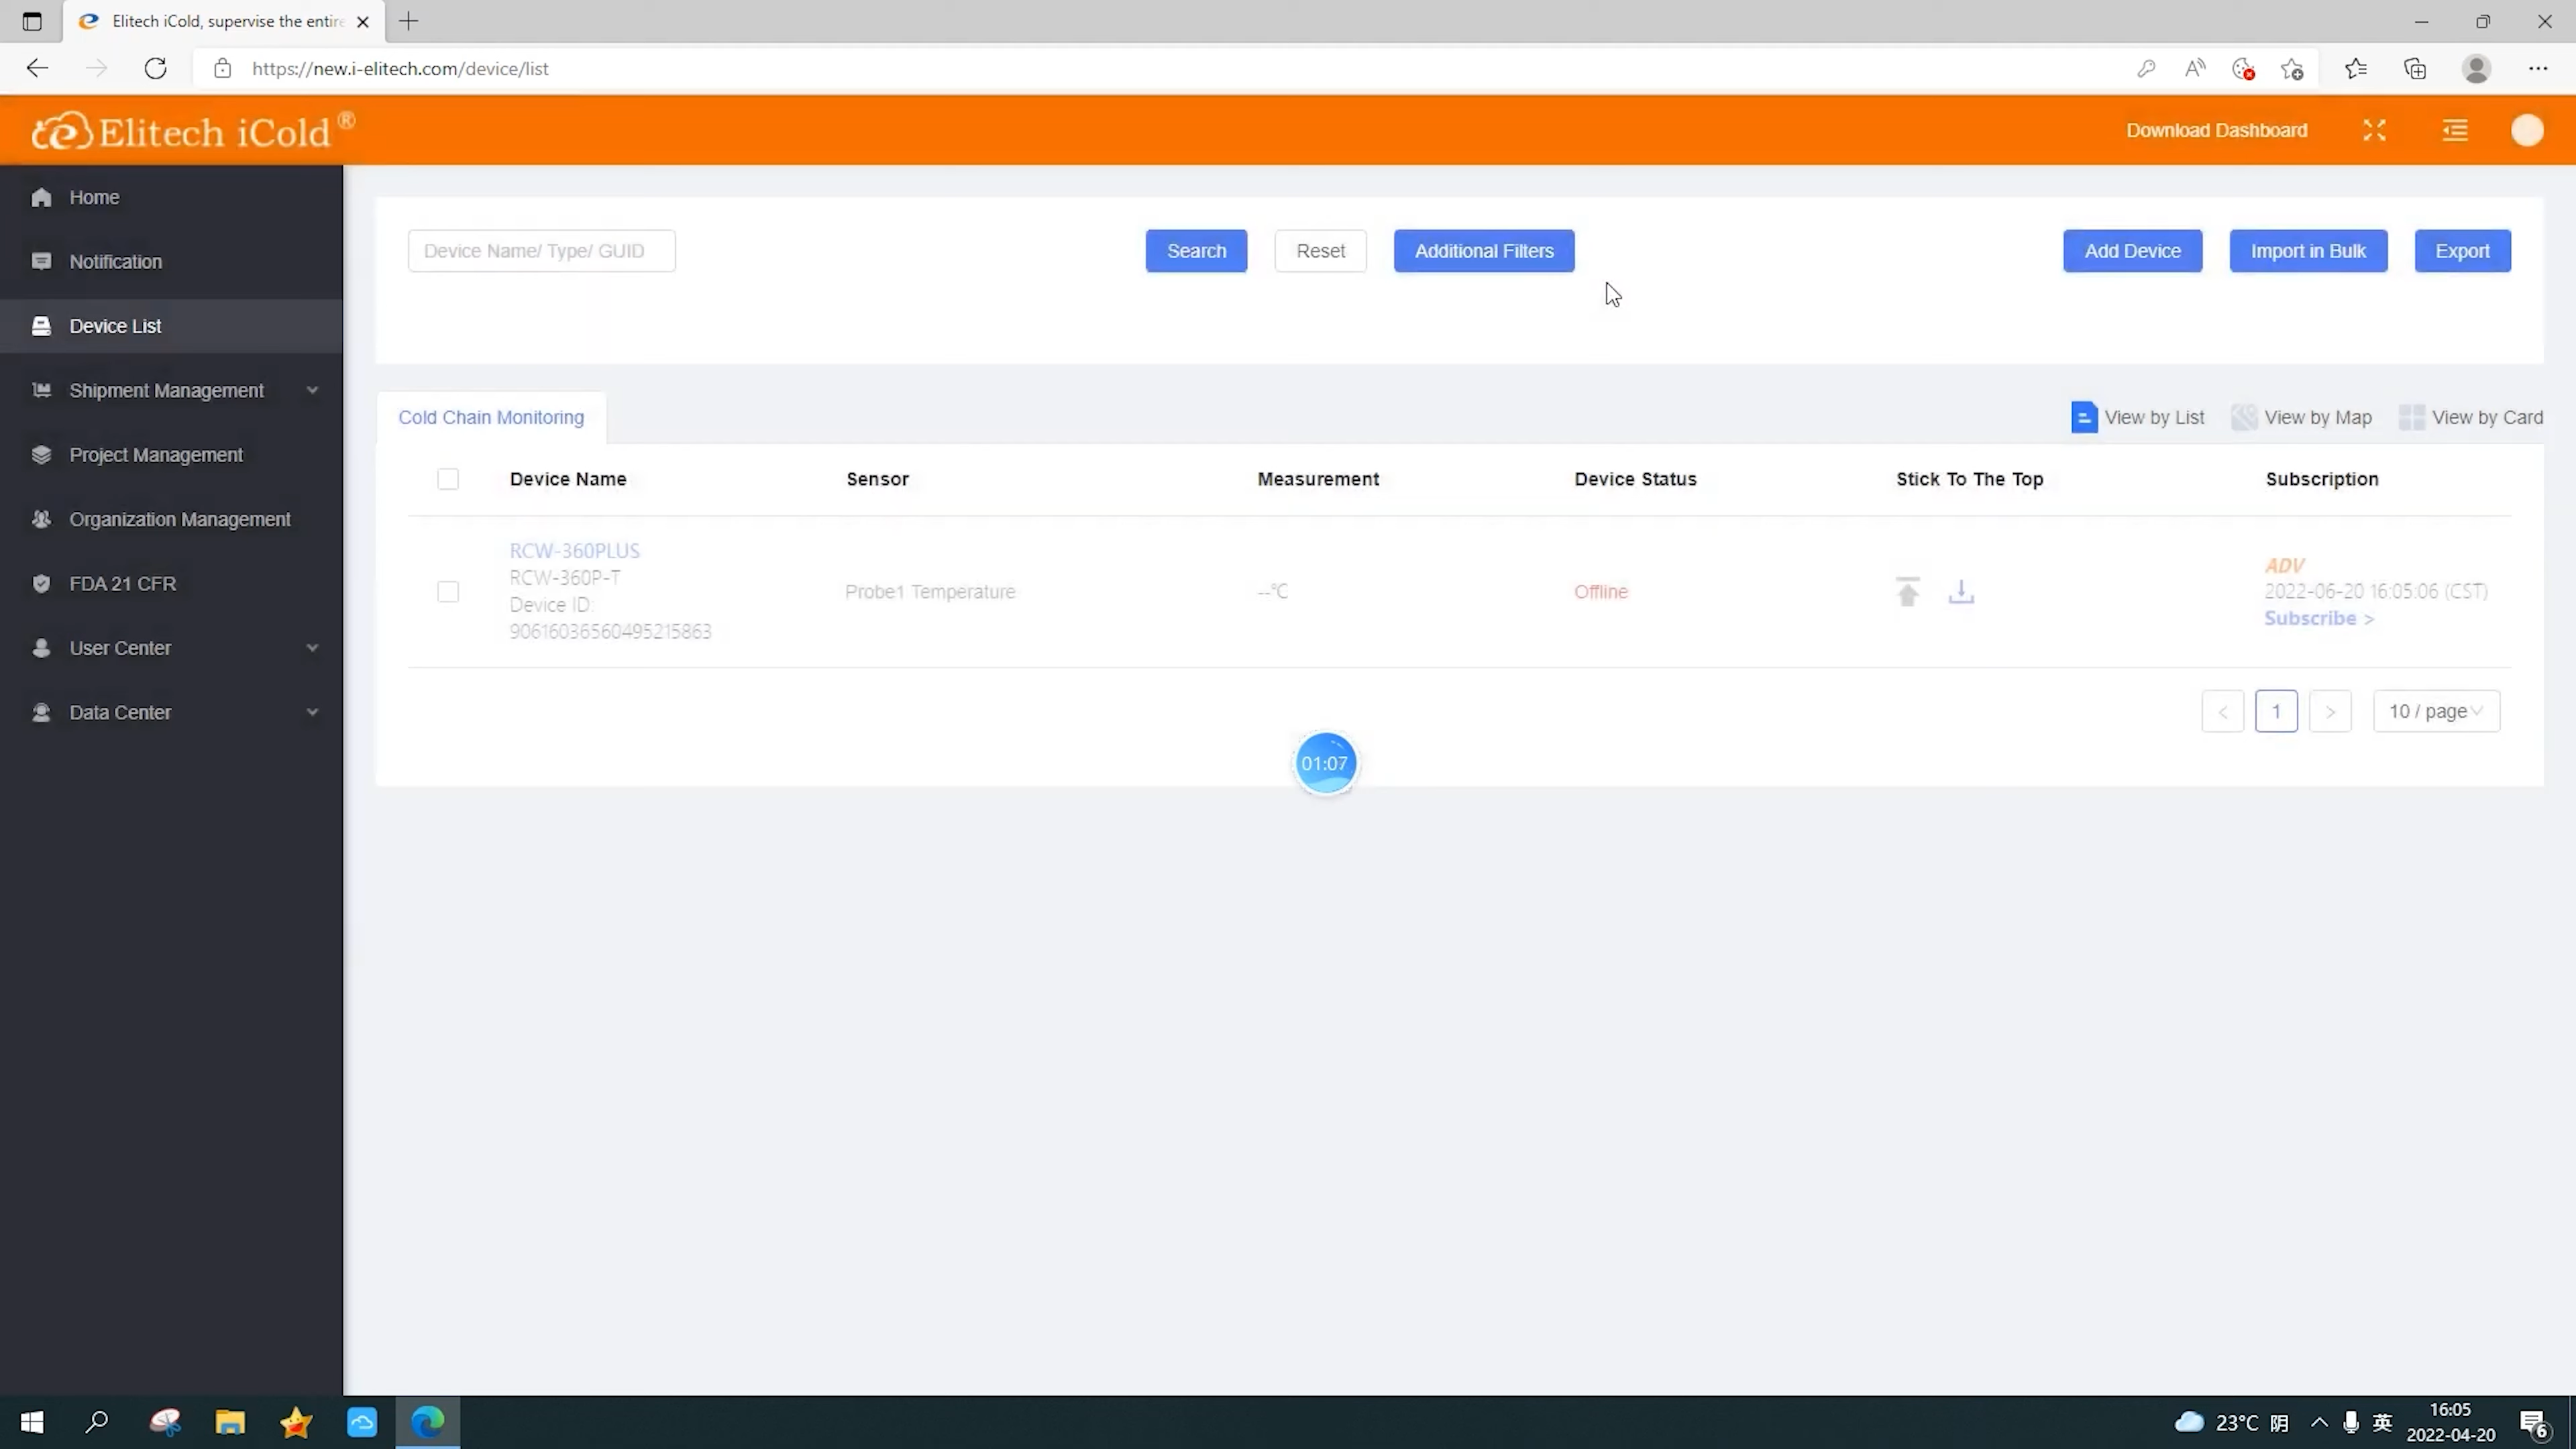 Elitech iCold, supervise the entire
https://new.i-elitech.com/device/list
Elitech iCold®
Download Dashboard
Home
Notification
Device List
Shipment Management
Project Management
Organization Management
FDA 21 CFR
User Center
Data Center
Device Name/ Type/ GUID
Search
Reset
Additional Filters
Add Device
Import in Bulk
Export
Cold Chain Monitoring
View by List
View by Map
View by Card
Device Name
Sensor
Measurement
Device Status
Stick To The Top
Subscription
RCW-360PLUS
RCW-360P-T
Device ID:
90616036560495215863
Probe1 Temperature
--°C
Offline
ADV
2022-06-20 16:05:06 (CST)
Subscribe >
<
1
>
10 / page
01:07
23°C 阴
英
16:05
2022-04-20
6